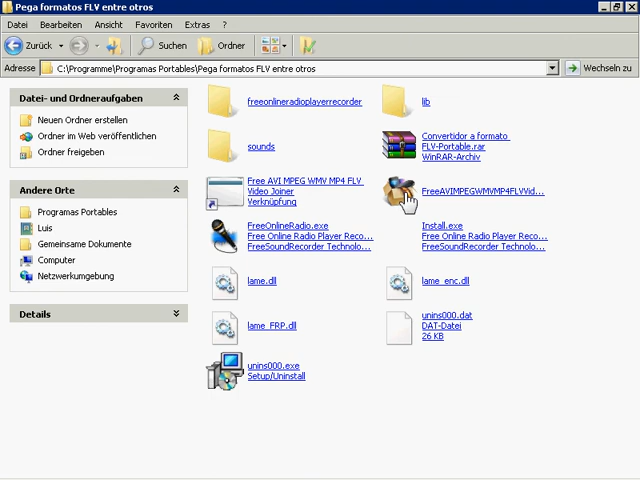 Pega formatos FLV entre otros
Datei Bearbeiten Ansicht Favoriten Extras ?
Zurück Suchen Ordner
Adresse C:\Programme\Programas Portables\Pega formatos FLV entre otros Wechseln zu
Datei- und Ordneraufgaben
Neuen Ordner erstellen
Ordner im Web veröffentlichen
Ordner freigeben
Andere Orte
Programas Portables
Luis
Gemeinsame Dokumente
Computer
Netzwerkumgebung
Details
freeonlineradioplayerrecorder
lib
sounds
Convertidor a formato
FLV-Portable.rar
WinRAR-Archiv
Free AVI MPEG WMV MP4 FLV
Video Joiner
Verknüpfung
FreeAVIMPEGWMVMP4FLVVid...
FreeOnlineRadio.exe
Free Online Radio Player Reco...
FreeSoundRecorder Technolo...
Install.exe
Free Online Radio Player Reco...
FreeSoundRecorder Technolo...
lame.dll
lame_enc.dll
lame_FRP.dll
unins000.dat
DAT-Datei
26 KB
unins000.exe
Setup/Uninstall